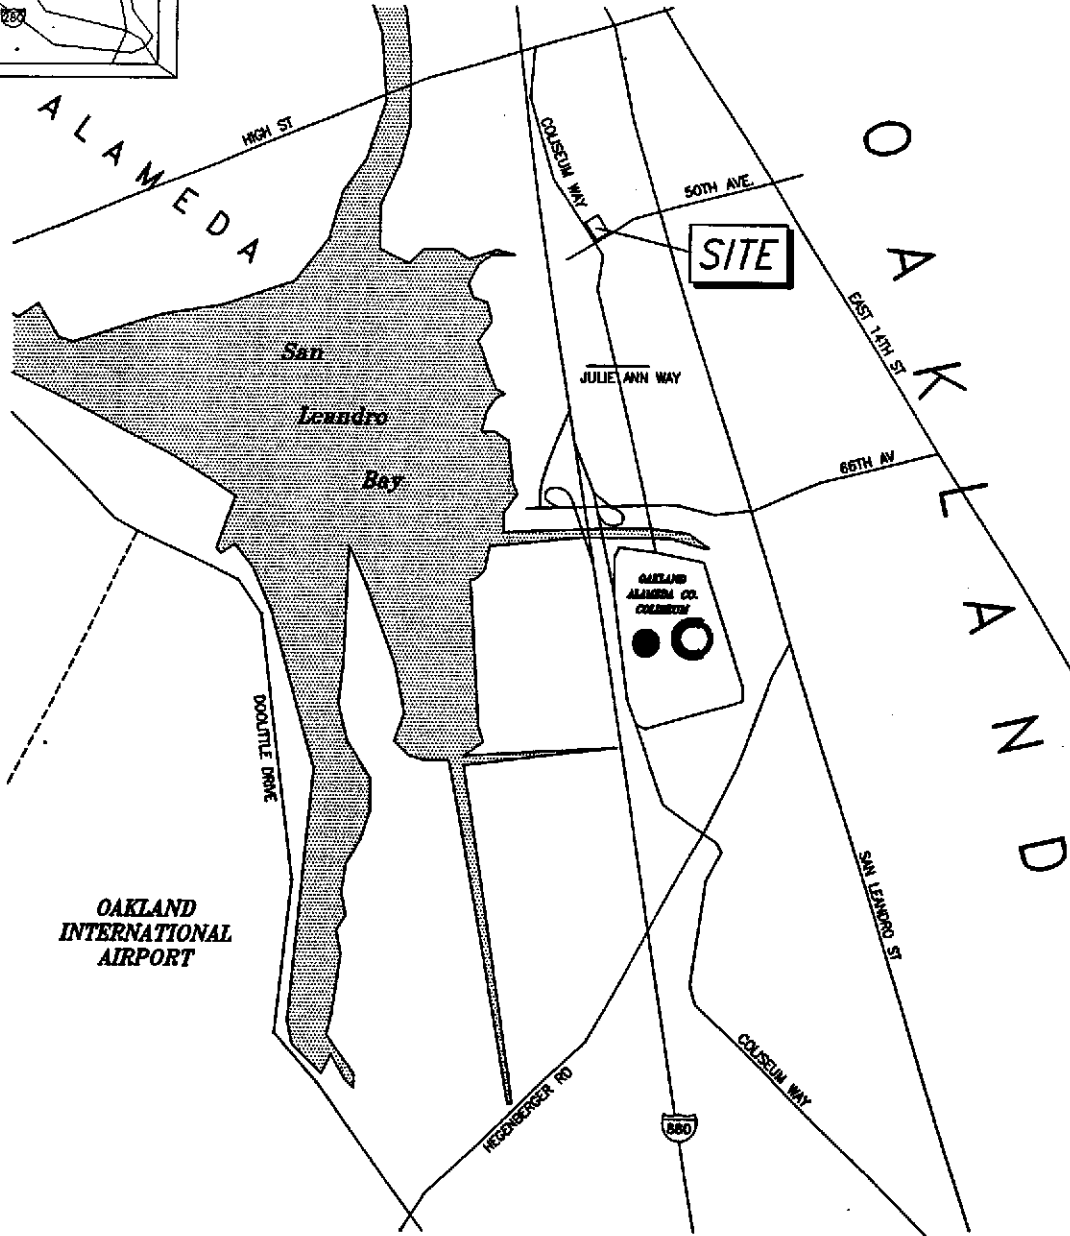 280
ALAMEDA
HIGH ST
COLISEUM WAY
50TH AVE.
SITE
OAKLAND
EAST 14TH ST
San
Leandro
Bay
JULIE ANN WAY
66TH AV
OAKLAND
ALAMEDA CO.
COLISEUM
DOOLITTLE DRIVE
OAKLAND
INTERNATIONAL
AIRPORT
SAN LEANDRO ST
COLISEUM WAY
HEGENBERGER RD
880